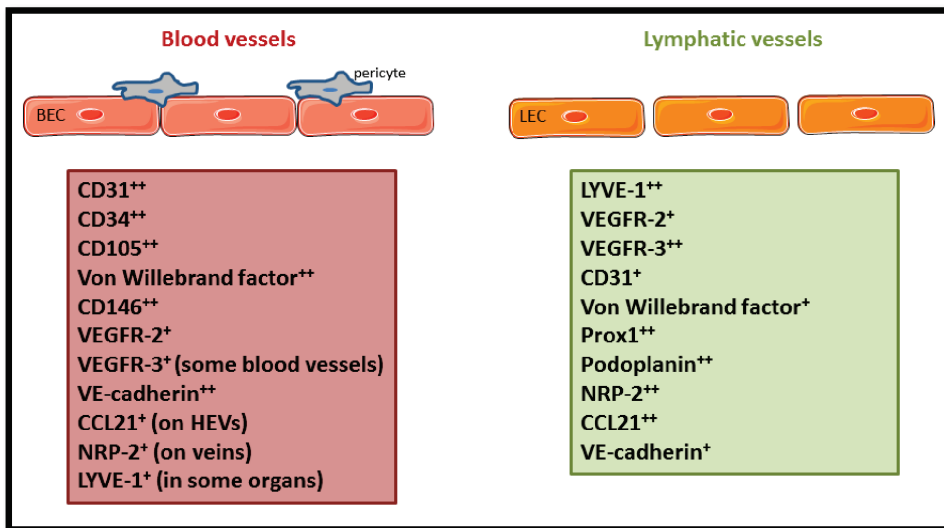 Blood vessels
pericyte
BEC
CD31⁺⁺
CD34⁺⁺
CD105⁺⁺
Von Willebrand factor⁺⁺
CD146⁺⁺
VEGFR-2⁺
VEGFR-3⁺ (some blood vessels)
VE-cadherin⁺⁺
CCL21⁺ (on HEVs)
NRP-2⁺ (on veins)
LYVE-1⁺ (in some organs)
Lymphatic vessels
LEC
LYVE-1⁺⁺
VEGFR-2⁺
VEGFR-3⁺⁺
CD31⁺
Von Willebrand factor⁺
Prox1⁺⁺
Podoplanin⁺⁺
NRP-2⁺⁺
CCL21⁺⁺
VE-cadherin⁺